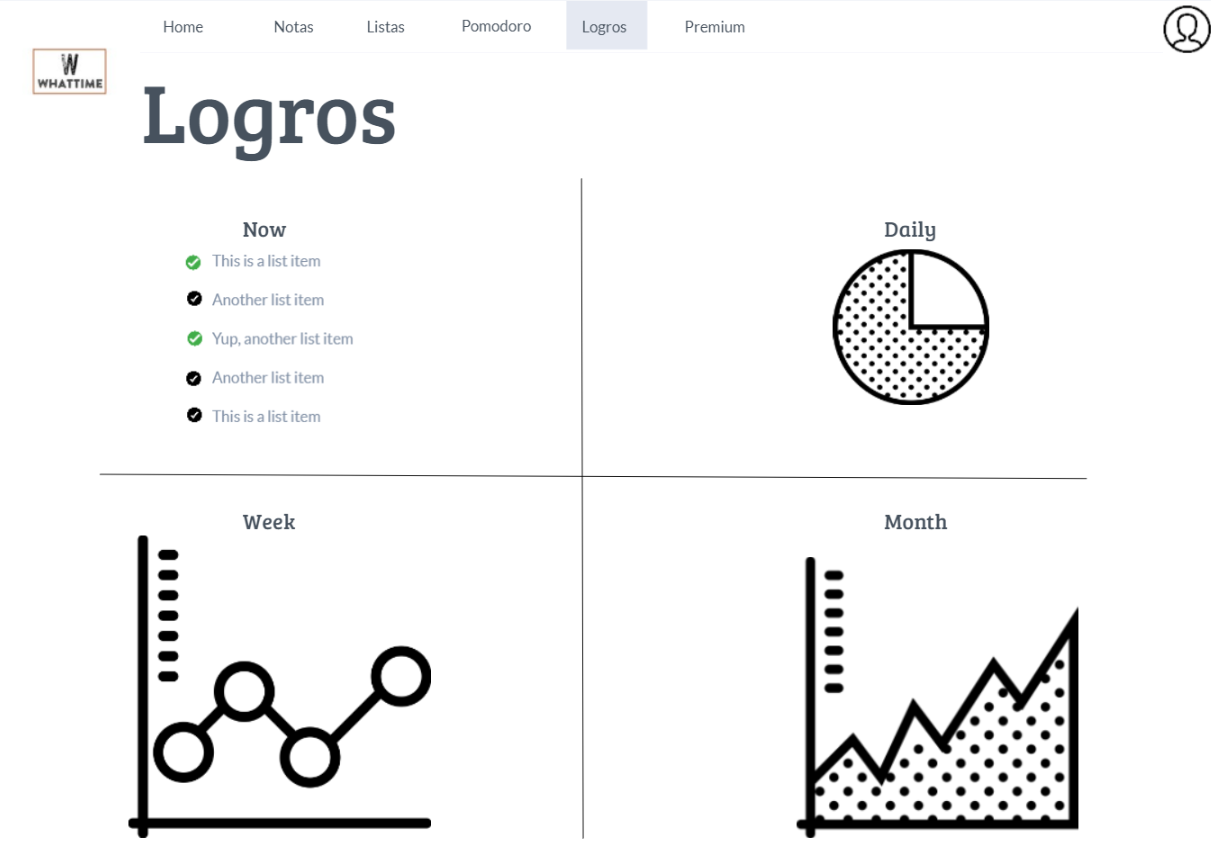 Home Notas Listas Pomodoro Logros Premium
W
WHATTIME
Logros
Now
This is a list item
Another list item
Yup, another list item
Another list item
This is a list item
Daily
Week
Month